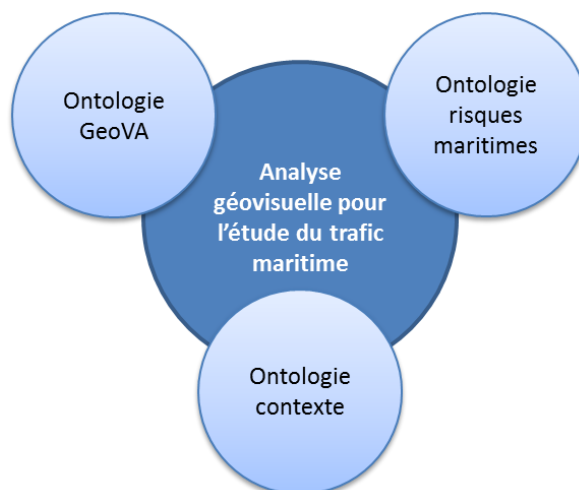 Ontologie
GeoVA
Ontologie
risques
maritimes
Analyse
géovisuelle pour
l'étude du trafic
maritime
Ontologie
contexte